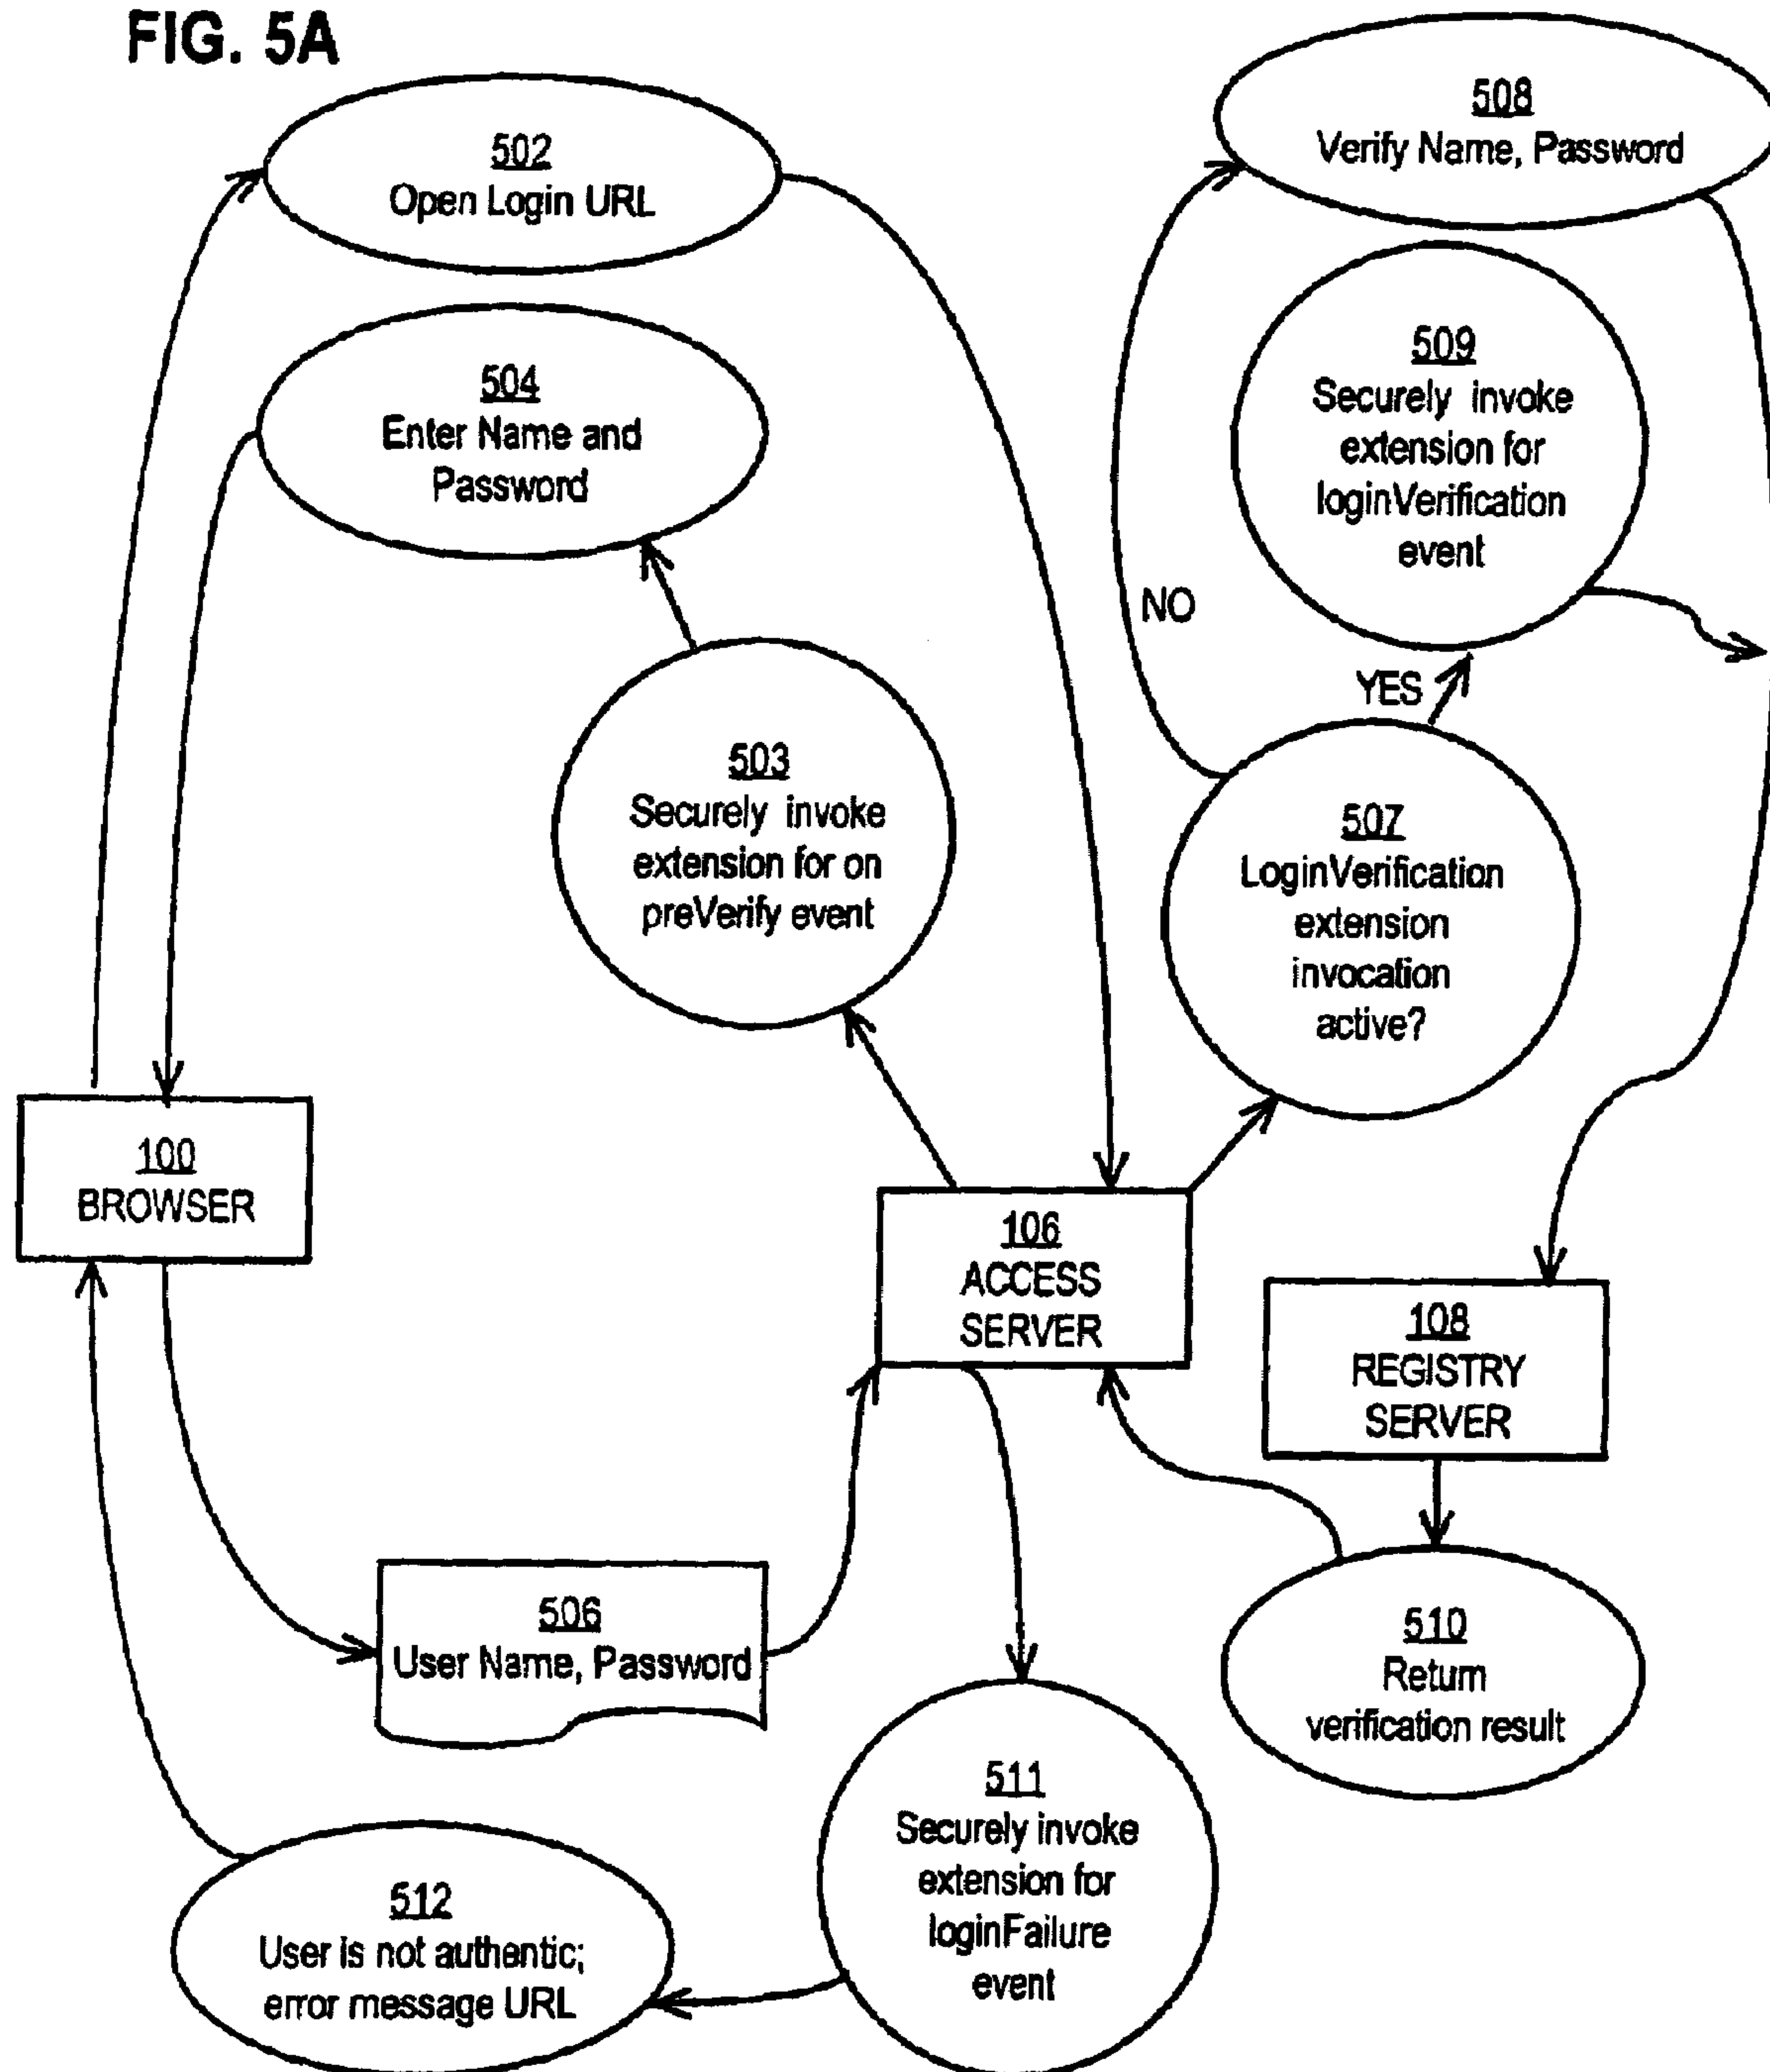 FIG. 5A
502
Open Login URL
504
Enter Name and
Password
503
Securely invoke
extension for on
preVerify event
508
Verify Name, Password
509
Securely invoke
extension for
loginVerification
event
NO
YES
507
LoginVerification
extension
invocation
active?
100
BROWSER
106
ACCESS
SERVER
108
REGISTRY
SERVER
506
User Name, Password
510
Return
verification result
511
Securely invoke
extension for
loginFailure
event
512
User is not authentic;
error message URL